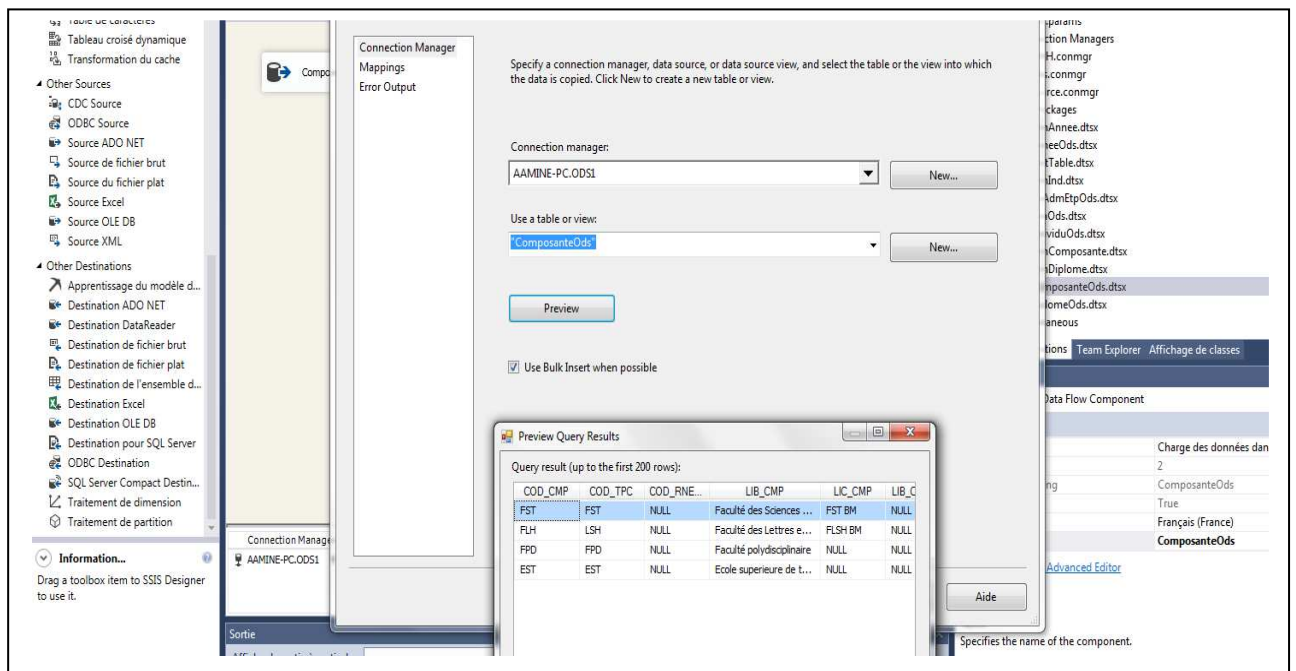 Table de caractères
Tableau croisé dynamique
Transformation du cache
Other Sources
CDC Source
ODBC Source
Source ADO NET
Source de fichier brut
Source du fichier plat
Source Excel
Source OLE DB
Source XML
Other Destinations
Apprentissage du modèle d...
Destination ADO NET
Destination DataReader
Destination de fichier brut
Destination de fichier plat
Destination de l'ensemble d...
Destination Excel
Destination OLE DB
Destination pour SQL Server
ODBC Destination
SQL Server Compact Destin...
Traitement de dimension
Traitement de partition
Information...
Drag a toolbox item to SSIS Designer
to use it.
Compo
Connection Manage
AAMINE-PC.ODS1
Sortie
Connection Manager
Mappings
Error Output
Specify a connection manager, data source, or data source view, and select the table or the view into which
the data is copied. Click New to create a new table or view.
Connection manager:
AAMINE-PC.ODS1
New...
Use a table or view:
"ComposanteOds"
New...
Preview
Use Bulk Insert when possible
Aide
Preview Query Results
Query result (up to the first 200 rows):
COD_CMP COD_TPC COD_RNE... LIB_CMP LIC_CMP LIB_C
FST FST NULL Faculté des Sciences ... FST BM NULL
FLH LSH NULL Faculté des Lettres e... FLSH BM NULL
FPD FPD NULL Faculté polydisciplinaire NULL NULL
EST EST NULL Ecole superieure de t... NULL NULL
.params
ction Managers
H.conmgr
s.conmgr
rce.conmgr
ckages
nAnnee.dtsx
neeOds.dtsx
tTable.dtsx
nInd.dtsx
AdmEtpOds.dtsx
Ods.dtsx
viduOds.dtsx
nComposante.dtsx
nDiplome.dtsx
mposanteOds.dtsx
lomeOds.dtsx
aneous
tions Team Explorer Affichage de classes
Data Flow Component
Charge des données dan
2
ng ComposanteOds
True
Français (France)
ComposanteOds
Advanced Editor
Specifies the name of the component.